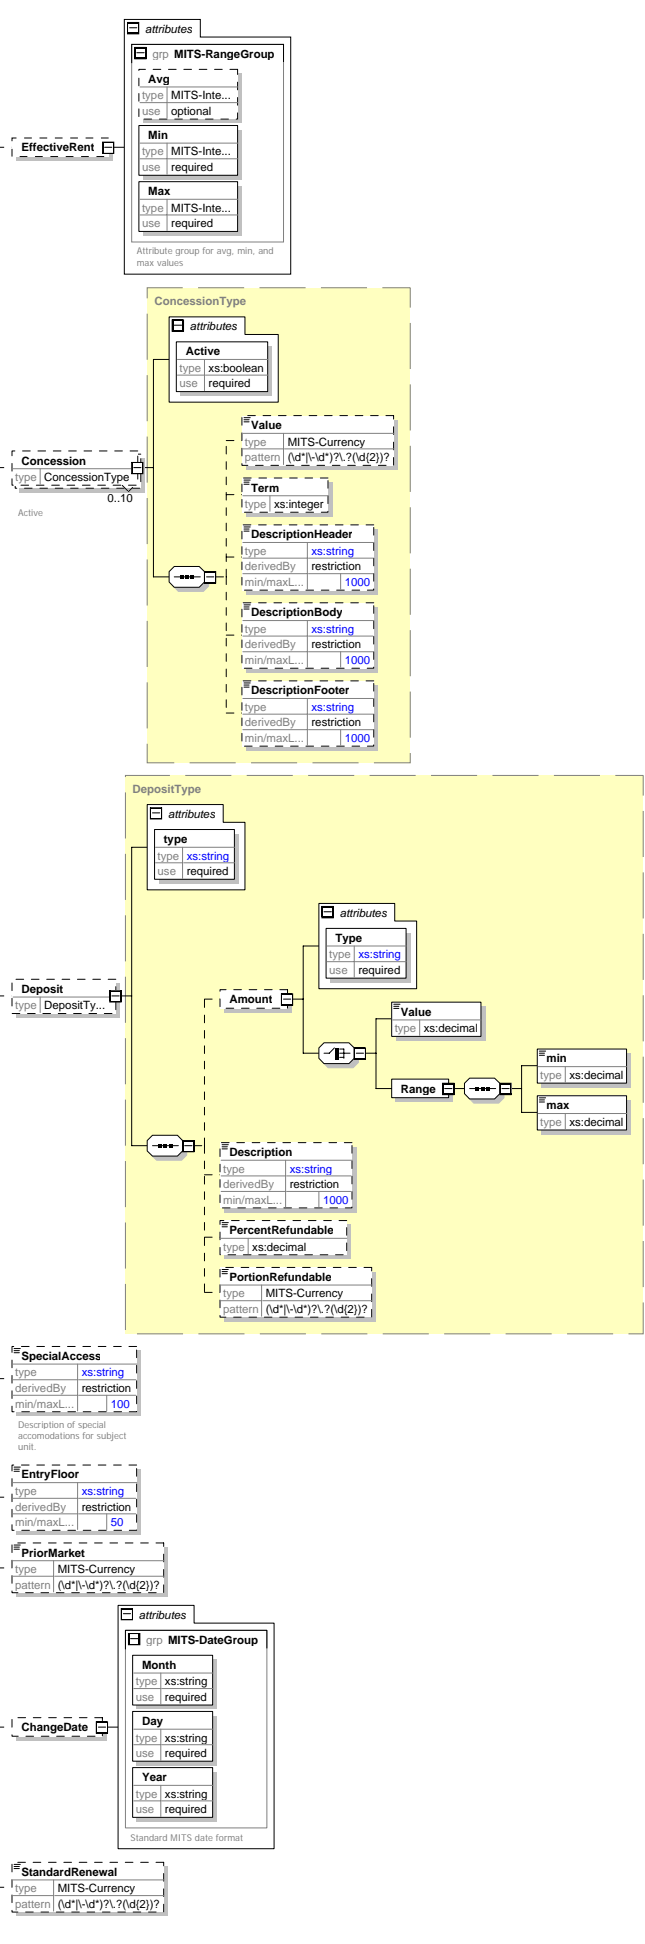 attributes
grp MITS-RangeGroup
Avg
type MITS-Inte...
use optional
EffectiveRent
Min
type MITS-Inte...
use required
Max
type MITS-Inte...
use required
Attribute group for avg, min, and
max values
ConcessionType
attributes
Active
type xs:boolean
use required
Concession
type ConcessionType
0..10
Active
Value
type MITS-Currency
pattern (\d*|\-\d*)?\.?(\d{2})?
Term
type xs:integer
DescriptionHeader
type xs:string
derivedBy restriction
min/maxL... 1000
DescriptionBody
type xs:string
derivedBy restriction
min/maxL... 1000
DescriptionFooter
type xs:string
derivedBy restriction
min/maxL... 1000
DepositType
attributes
type
type xs:string
use required
Deposit
type DepositTy...
attributes
Type
type xs:string
use required
Amount
Value
type xs:decimal
Range
min
type xs:decimal
max
type xs:decimal
Description
type xs:string
derivedBy restriction
min/maxL... 1000
PercentRefundable
type xs:decimal
PortionRefundable
type MITS-Currency
pattern (\d*|\-\d*)?\.?(\d{2})?
SpecialAccess
type xs:string
derivedBy restriction
min/maxL... 100
Description of special
accomodations for subject
unit.
EntryFloor
type xs:string
derivedBy restriction
min/maxL... 50
PriorMarket
type MITS-Currency
pattern (\d*|\-\d*)?\.?(\d{2})?
attributes
grp MITS-DateGroup
Month
type xs:string
use required
ChangeDate
Day
type xs:string
use required
Year
type xs:string
use required
Standard MITS date format
StandardRenewal
type MITS-Currency
pattern (\d*|\-\d*)?\.?(\d{2})?